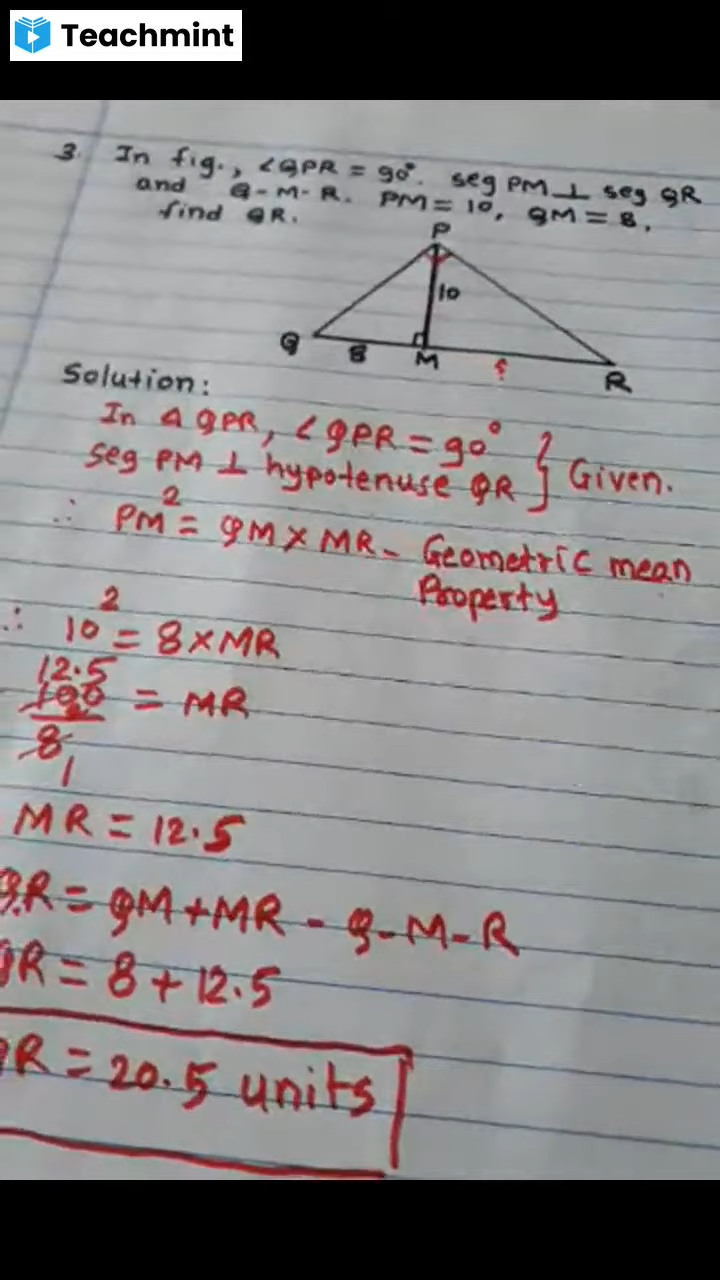 Teachmint
3. In fig., ∠QPR = 90°. seg PM ⊥ seg QR
and Q-M-R. PM = 10, QM = 8,
find QR.
P
10
Q 8 M ? R
Solution:
In Δ QPR, ∠QPR = 90° } Given.
seg PM ⊥ hypotenuse QR
∴ PM² = QM × MR - Geometric mean
Property
∴ 10² = 8 × MR
12.5
100 = MR
8
1
MR = 12.5
QR = QM + MR - Q-M-R
QR = 8 + 12.5
QR = 20.5 units